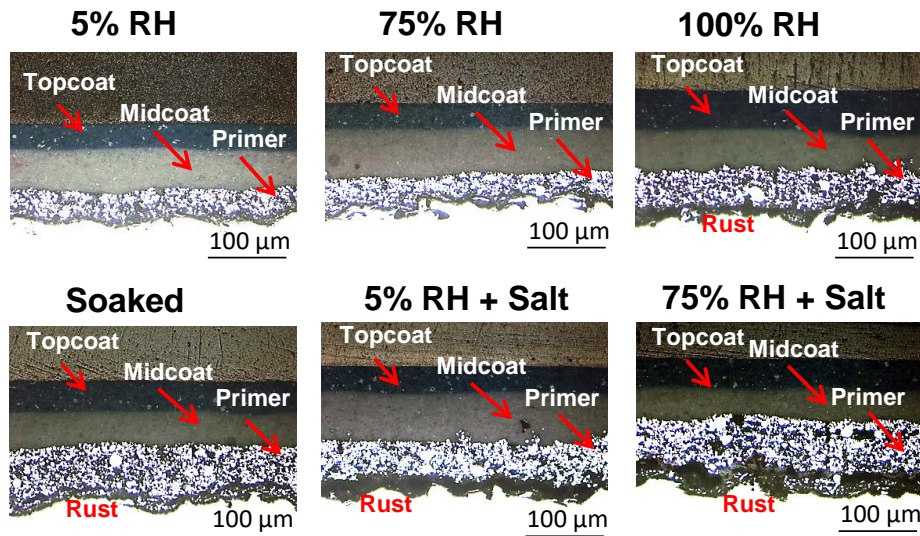 5% RH
75% RH
100% RH
Topcoat
Midcoat
Primer
100 µm
Topcoat
Midcoat
Primer
100 µm
Topcoat
Midcoat
Primer
Rust
100 µm
Soaked
5% RH + Salt
75% RH + Salt
Topcoat
Midcoat
Primer
Rust
100 µm
Topcoat
Midcoat
Primer
Rust
100 µm
Topcoat
Midcoat
Primer
Rust
100 µm